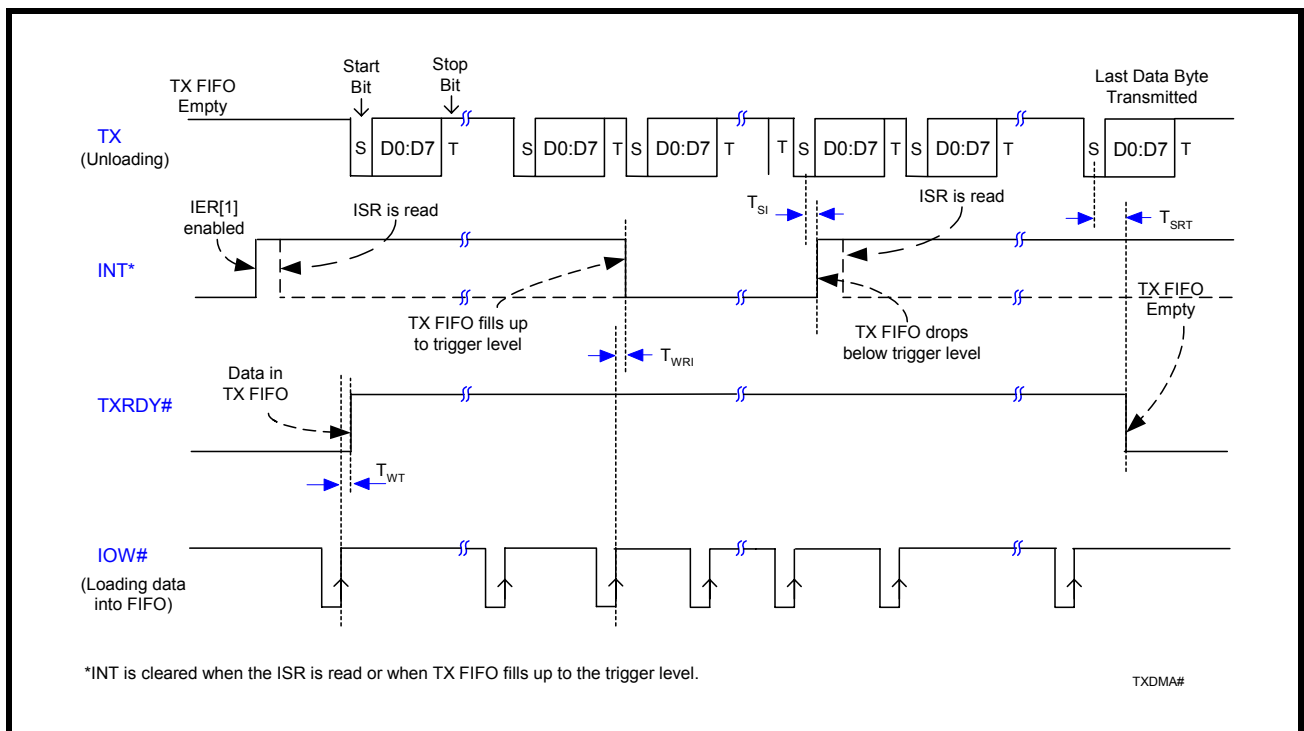 Start
Bit
Stop
Bit
TX FIFO
Empty
Last Data Byte
Transmitted
TX
(Unloading)
S D0:D7 T S D0:D7 T S D0:D7 T T S D0:D7 T S D0:D7 T S D0:D7 T
IER[1]
enabled
ISR is read
TSI
ISR is read
TSRT
INT*
TX FIFO fills up
to trigger level
TX FIFO drops
below trigger level
TX FIFO
Empty
TWRI
Data in
TX FIFO
TXRDY#
TWT
IOW#
(Loading data
into FIFO)
*INT is cleared when the ISR is read or when TX FIFO fills up to the trigger level.
TXDMA#